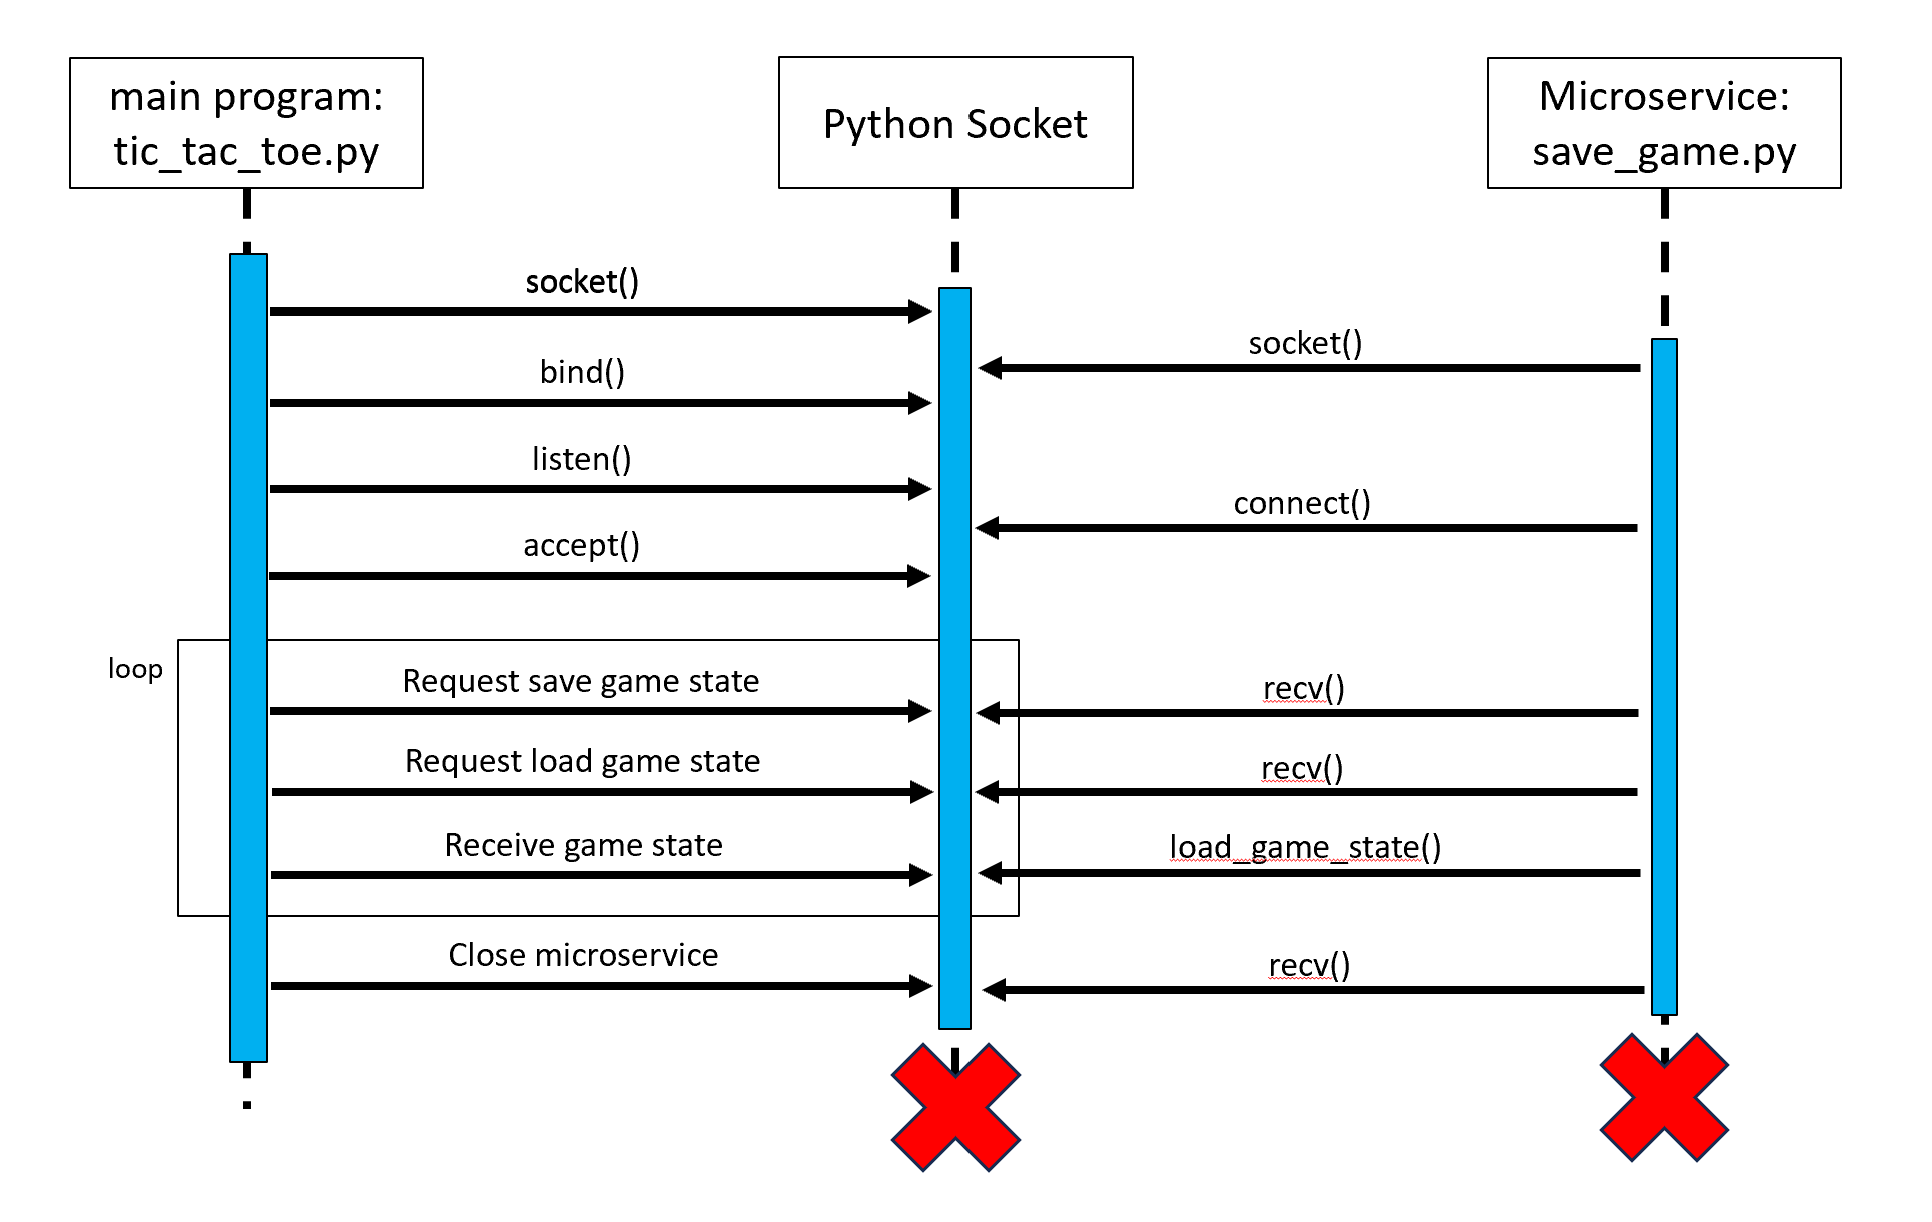 main program:
tic_tac_toe.py
Python Socket
Microservice:
save_game.py
socket()
socket()
bind()
listen()
connect()
accept()
loop
Request save game state
recv()
Request load game state
recv()
Receive game state
load_game_state()
Close microservice
recv()